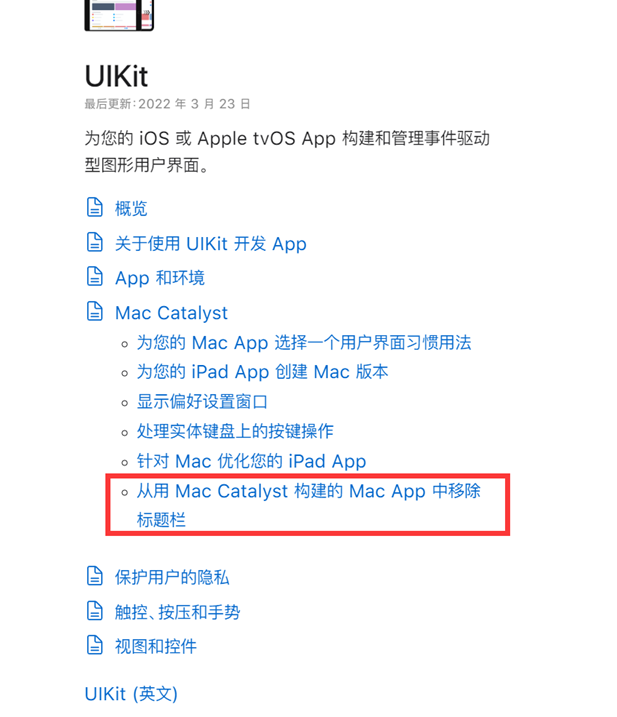 UIKit
最后更新：2022 年 3 月 23 日
为您的 iOS 或 Apple tvOS App 构建和管理事件驱动
型图形用户界面。
概览
关于使用 UIKit 开发 App
App 和环境
Mac Catalyst
为您的 Mac App 选择一个用户界面习惯用法
为您的 iPad App 创建 Mac 版本
显示偏好设置窗口
处理实体键盘上的按键操作
针对 Mac 优化您的 iPad App
从用 Mac Catalyst 构建的 Mac App 中移除
标题栏
保护用户的隐私
触控、按压和手势
视图和控件
UIKit (英文)